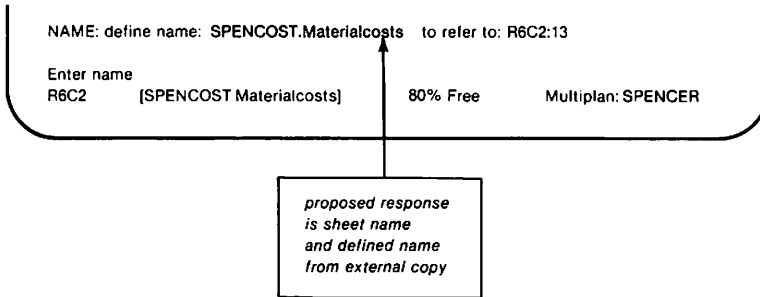 NAME: define name: SPENCOST.Materialcosts to refer to: R6C2:13
Enter name
R6C2 [SPENCOST Materialcosts] 80% Free Multiplan: SPENCER
proposed response
is sheet name
and defined name
from external copy